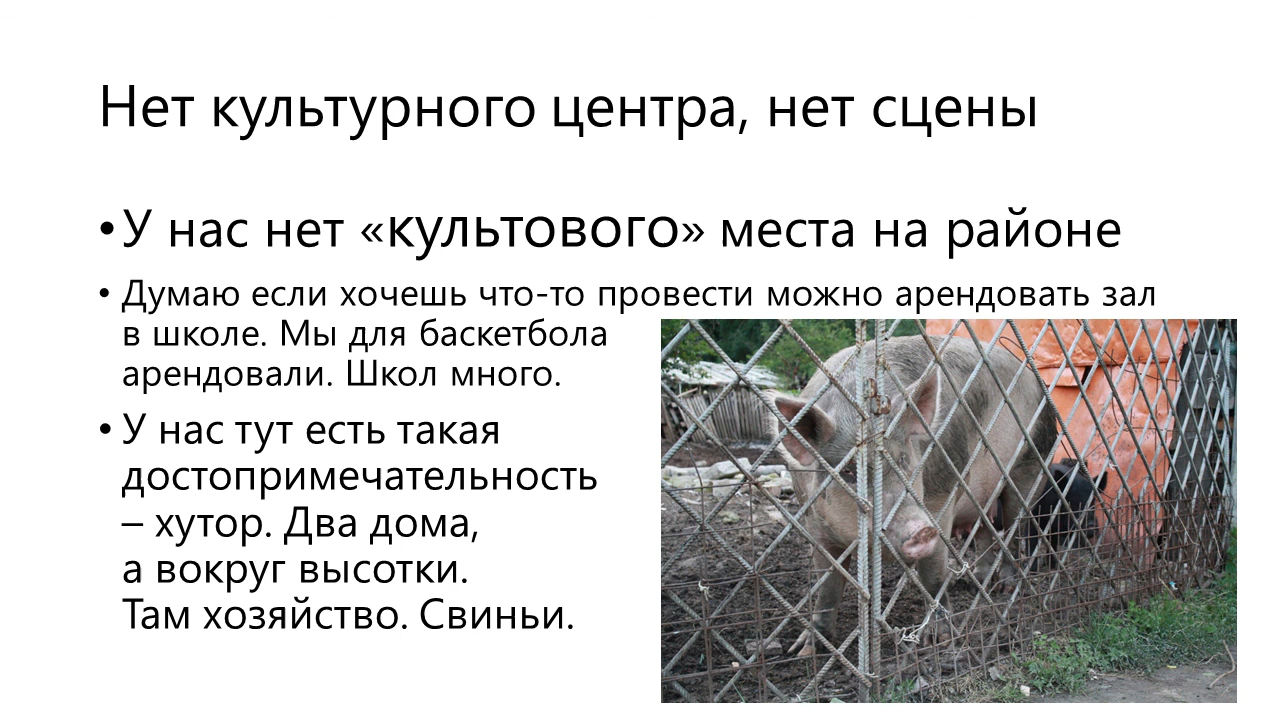 Нет культурного центра, нет сцены
•У нас нет «культового» места на районе
• Думаю если хочешь что-то провести можно арендовать зал
в школе. Мы для баскетбола
арендовали. Школ много.
• У нас тут есть такая
достопримечательность
– хутор. Два дома,
а вокруг высотки.
Там хозяйство. Свиньи.